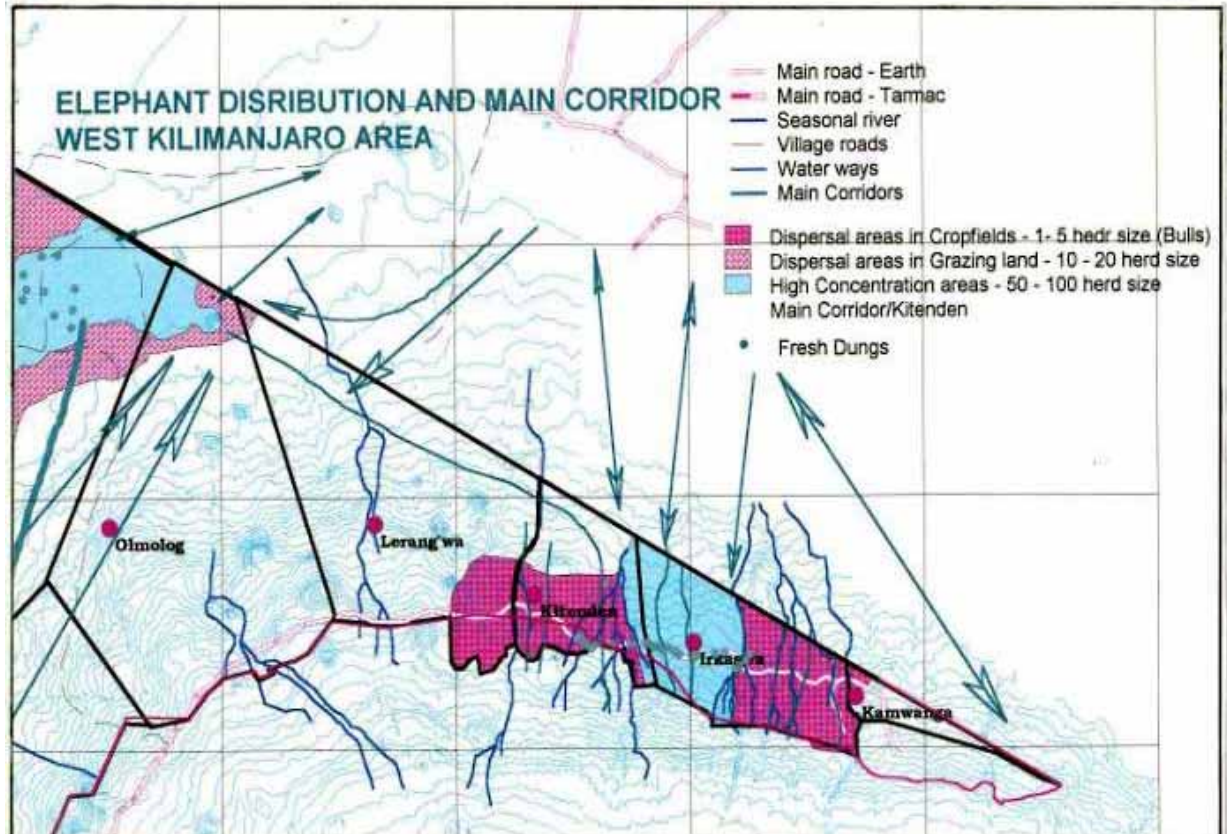 ELEPHANT DISRIBUTION AND MAIN CORRIDOR
WEST KILIMANJARO AREA
Main road - Earth
Main road - Tarmac
Seasonal river
Village roads
Water ways
Main Corridors
Dispersal areas in Cropfields - 1- 5 hedr size (Bulls)
Dispersal areas in Grazing land - 10 - 20 herd size
High Concentration areas - 50 - 100 herd size
Main Corridor/Kitenden
Fresh Dungs
Olmolog
Lerang'wa
Kitenden
Irkaswa
Kamwanga